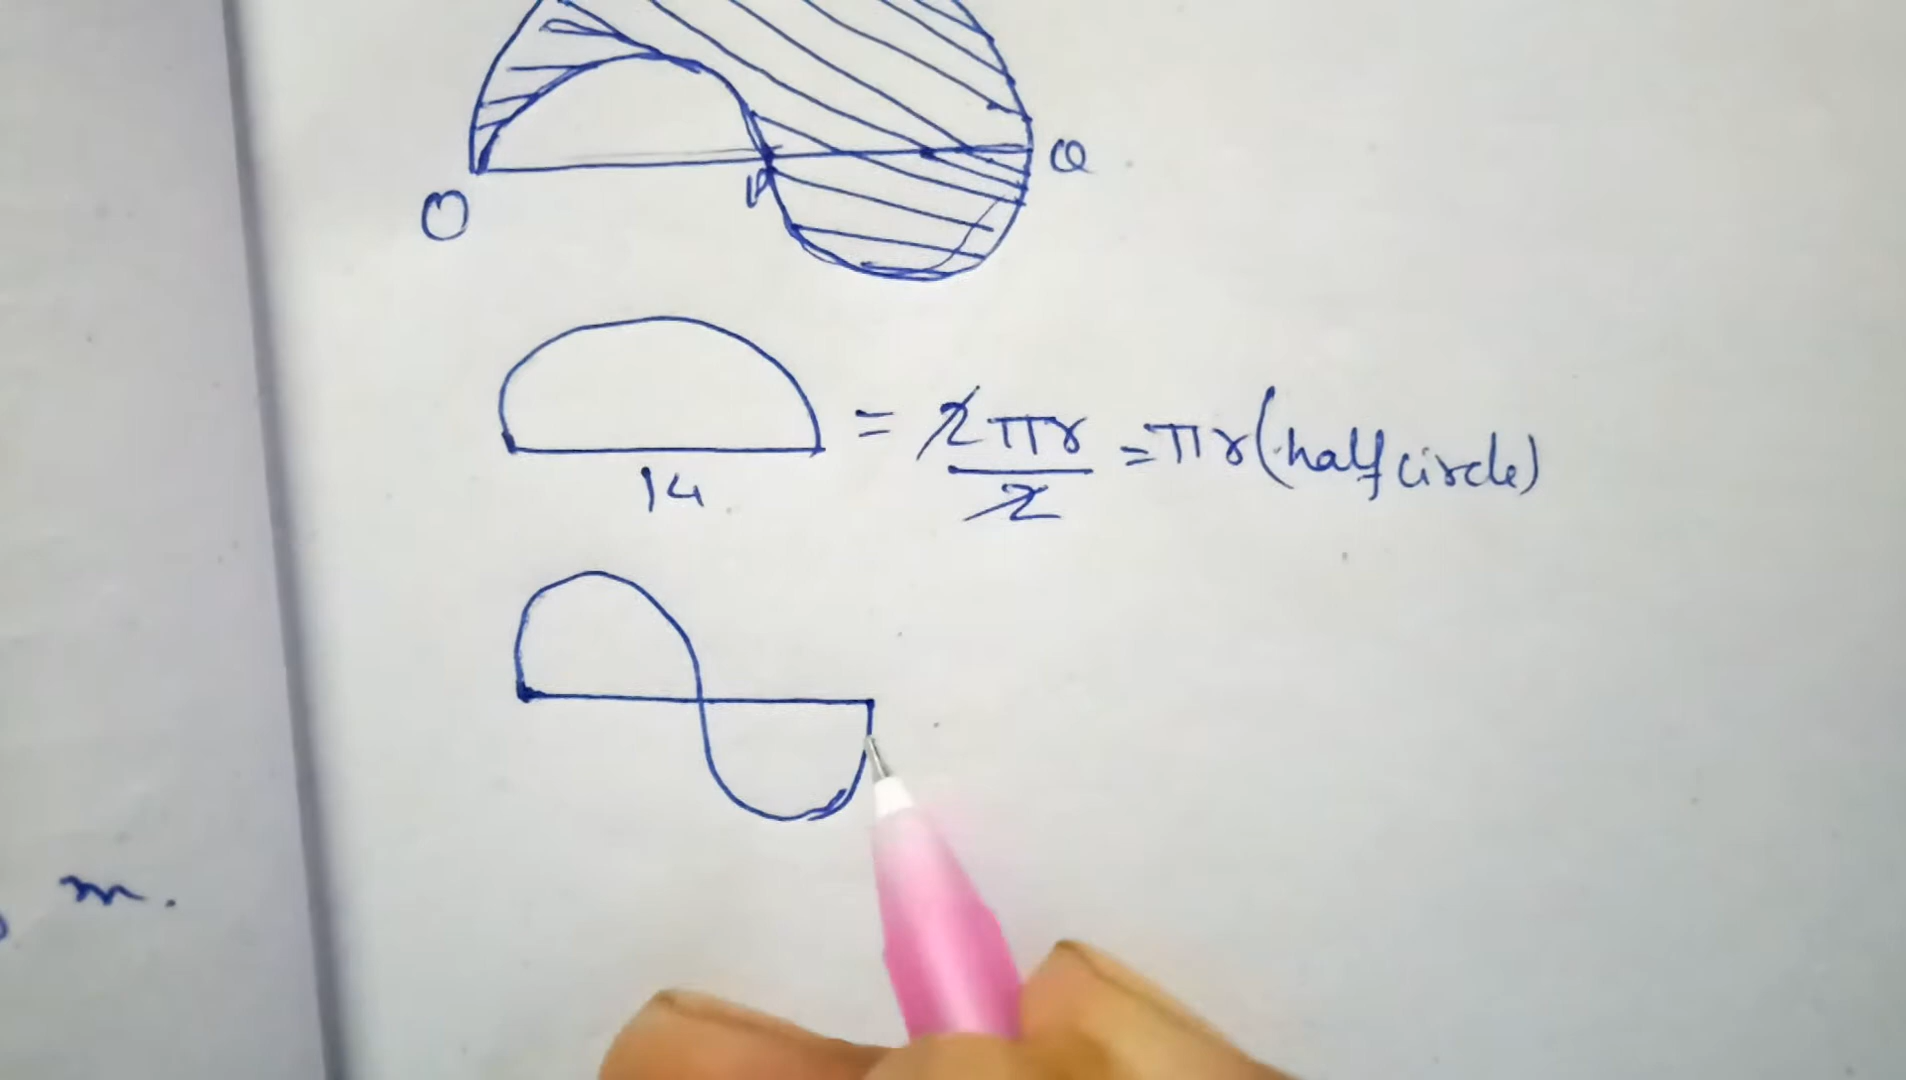 O P Q
14 = 2πr/2 = πr (half circle)
m.